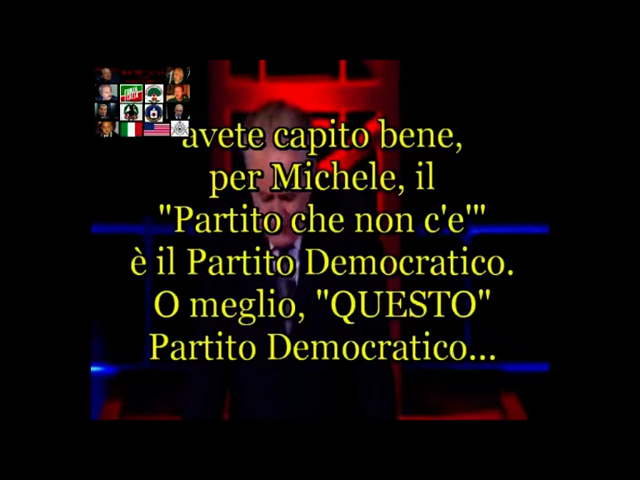 avete capito bene,
per Michele, il
"Partito che non c'e'"
è il Partito Democratico.
O meglio, "QUESTO"
Partito Democratico...